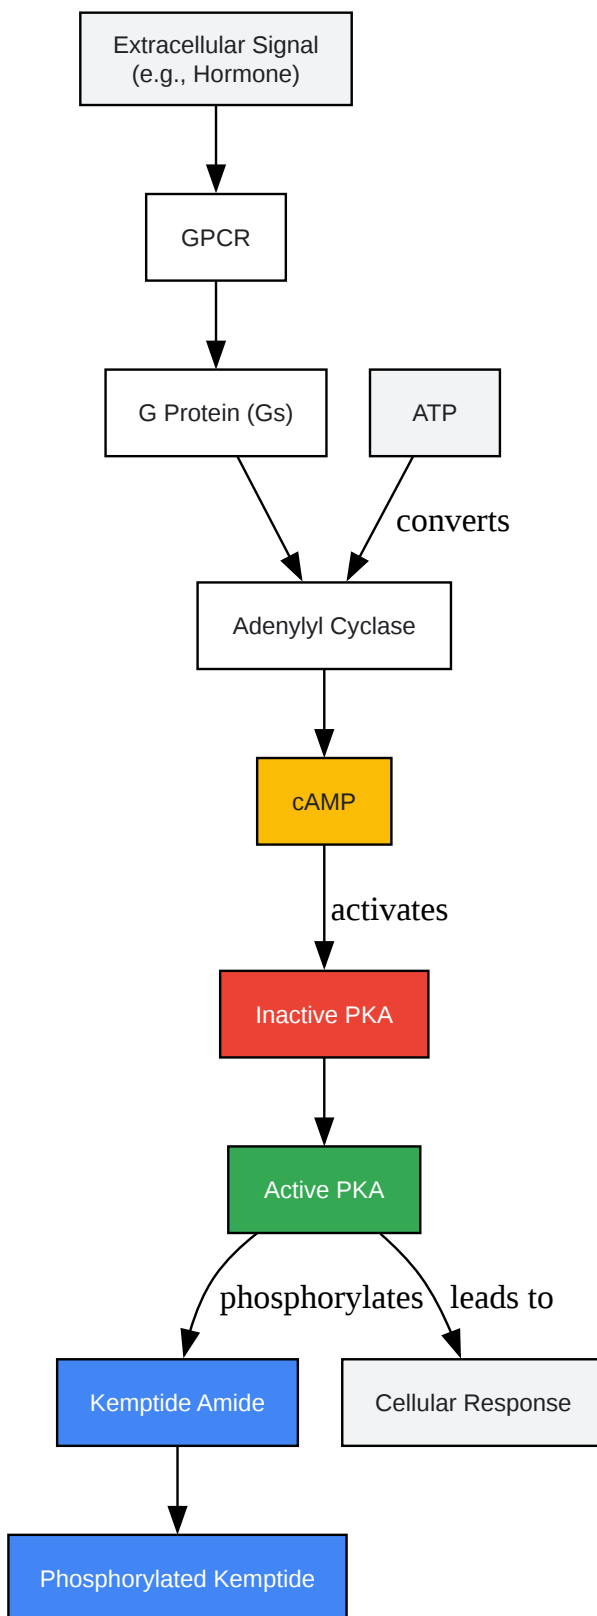 Extracellular Signal
(e.g., Hormone)
GPCR
G Protein (Gs)
ATP
converts
Adenylyl Cyclase
cAMP
activates
Inactive PKA
Active PKA
phosphorylates
leads to
Kemptide Amide
Cellular Response
Phosphorylated Kemptide